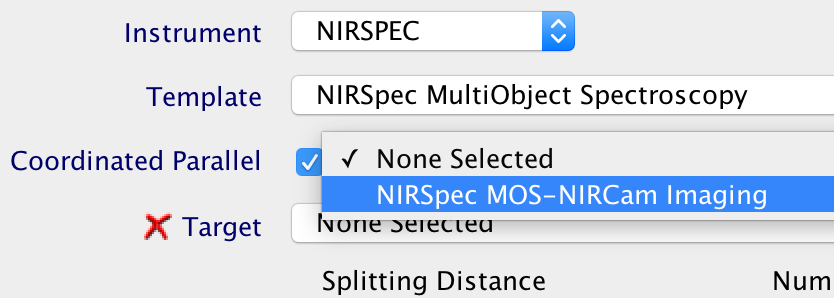 Instrument NIRSPEC
Template NIRSpec MultiObject Spectroscopy
Coordinated Parallel ✓ None Selected
NIRSpec MOS–NIRCam Imaging
Target None Selected
Splitting Distance Num